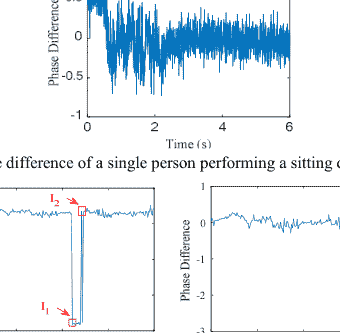 0.5
0
-0.5
-1
Phase Difference
0 2 4 6
Time (s)
e difference of a single person performing a sitting
I2
I1
1
0
-1
-2
-3
Phase Difference